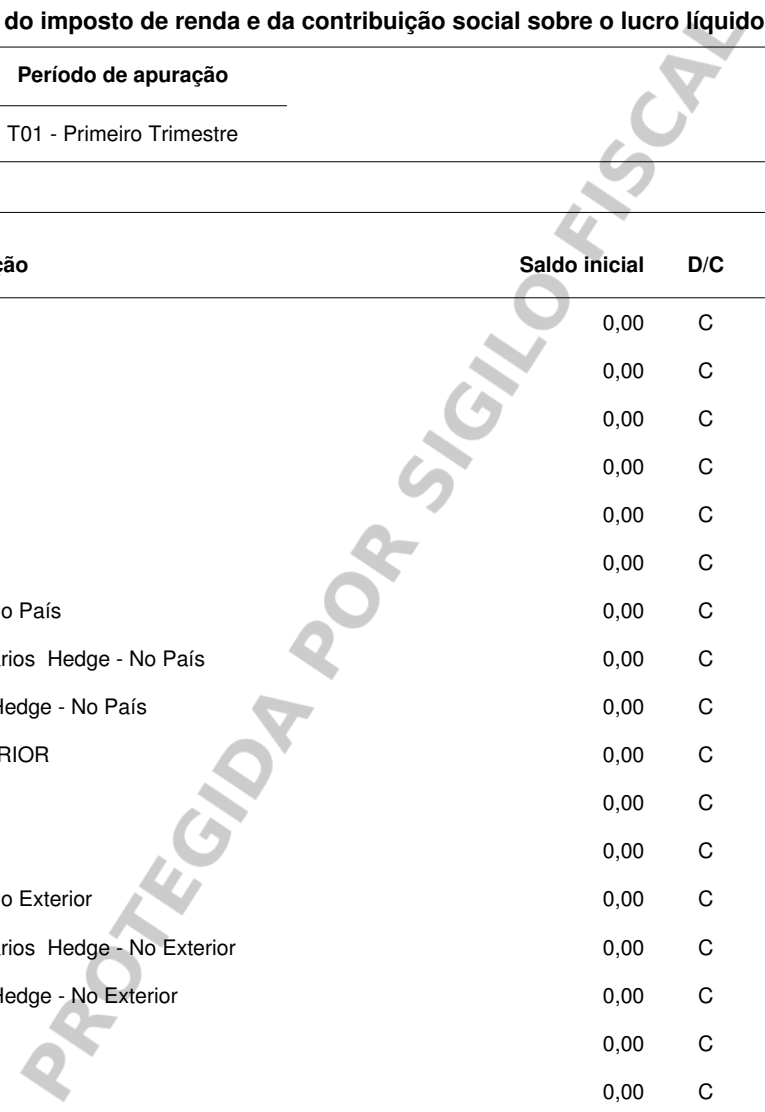 do imposto de renda e da contribuição social sobre o lucro líquido
Período de apuração
T01 - Primeiro Trimestre
ção Saldo inicial D/C
0,00 C
0,00 C
0,00 C
0,00 C
0,00 C
0,00 C
o País 0,00 C
rios Hedge - No País 0,00 C
Hedge - No País 0,00 C
RIOR 0,00 C
0,00 C
0,00 C
o Exterior 0,00 C
rios Hedge - No Exterior 0,00 C
Hedge - No Exterior 0,00 C
0,00 C
0,00 C
PROTEGIDA POR SIGILO FISCAL